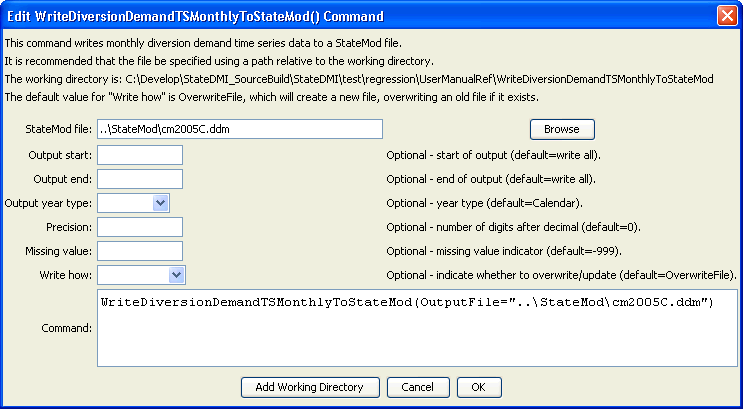 Edit WriteDiversionDemandTSMonthlyToStateMod() Command
This command writes monthly diversion demand time series data to a StateMod file.
It is recommended that the file be specified using a path relative to the working directory.
The working directory is: C:\Develop\StateDMI_SourceBuild\StateDMI\test\regression\UserManualRef\WriteDiversionDemandTSMonthlyToStateMod
The default value for "Write how" is OverwriteFile, which will create a new file, overwriting an old file if it exists.
StateMod file: ..\StateMod\cm2005C.ddm Browse
Output start: Optional - start of output (default=write all).
Output end: Optional - end of output (default=write all).
Output year type: Optional - year type (default=Calendar).
Precision: Optional - number of digits after decimal (default=0).
Missing value: Optional - missing value indicator (default=-999).
Write how: Optional - indicate whether to overwrite/update (default=OverwriteFile).
Command: WriteDiversionDemandTSMonthlyToStateMod(OutputFile="..\StateMod\cm2005C.ddm")
Add Working Directory Cancel OK